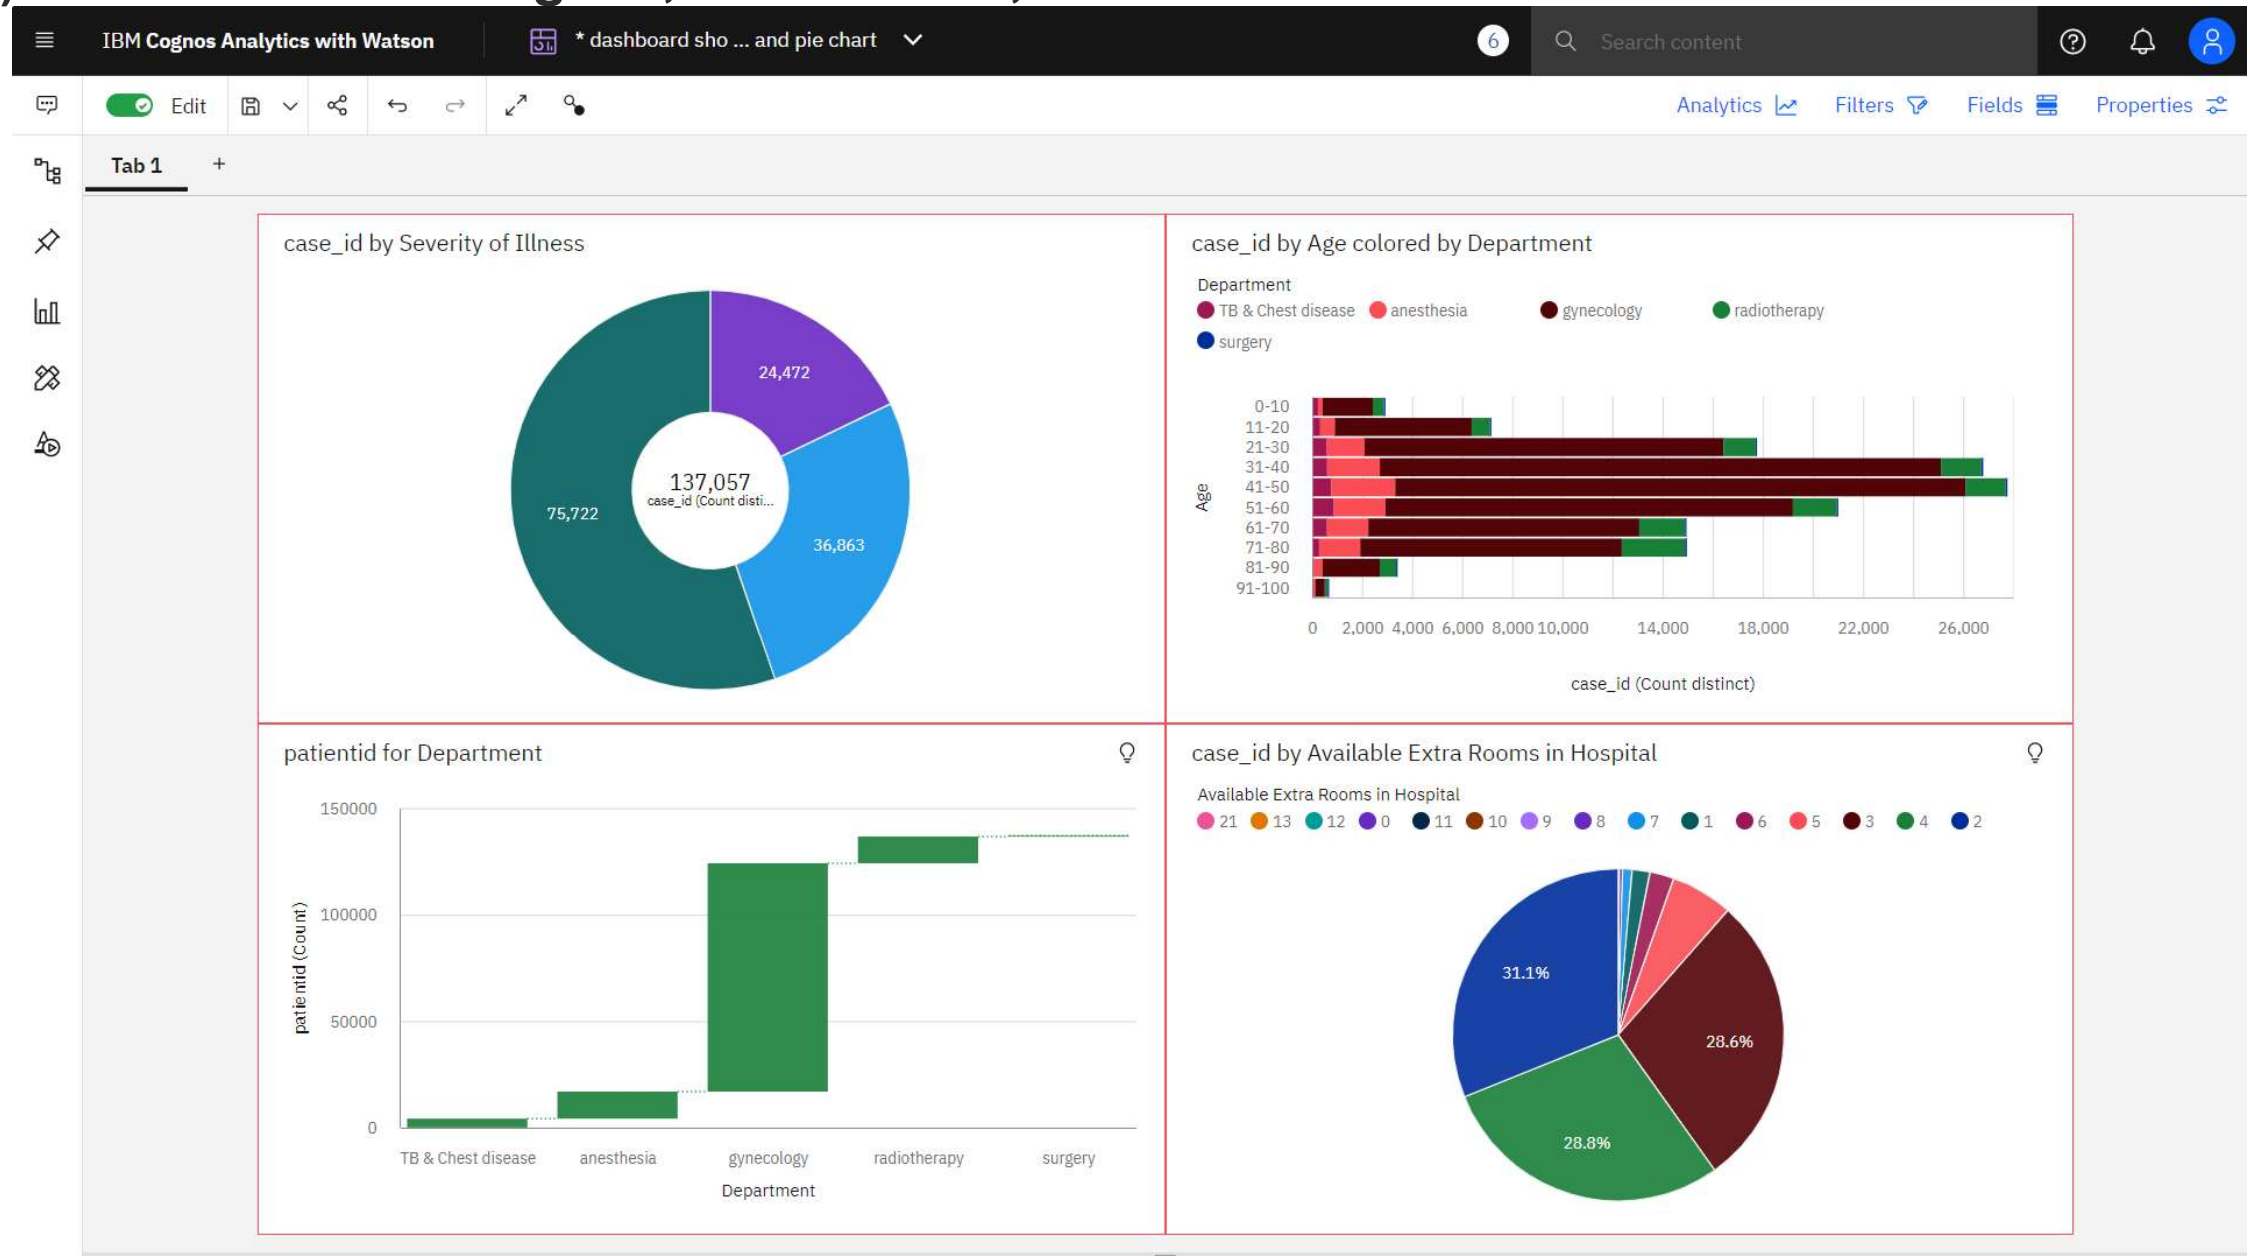 IBM Cognos Analytics with Watson
* dashboard sho ... and pie chart
6
Search content
Edit
Analytics
Filters
Fields
Properties
Tab 1
+
case_id by Severity of Illness
24,472
137,057
case_id (Count disti...
75,722
36,863
case_id by Age colored by Department
Department
TB & Chest disease
anesthesia
gynecology
radiotherapy
surgery
Age
0-10
11-20
21-30
31-40
41-50
51-60
61-70
71-80
81-90
91-100
0 2,000 4,000 6,000 8,000 10,000 14,000 18,000 22,000 26,000
case_id (Count distinct)
patientid for Department
patientid (Count)
150000
100000
50000
0
TB & Chest disease anesthesia gynecology radiotherapy surgery
Department
case_id by Available Extra Rooms in Hospital
Available Extra Rooms in Hospital
21 13 12 0 11 10 9 8 7 1 6 5 3 4 2
31.1%
28.6%
28.8%